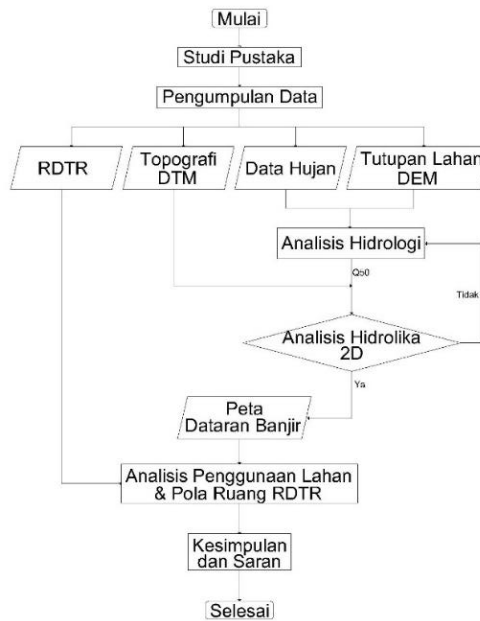 Mulai
Studi Pustaka
Pengumpulan Data
RDTR
Topografi
DTM
Data Hujan
Tutupan Lahan
DEM
Analisis Hidrologi
Q50
Tidak
Analisis Hidrolika
2D
Ya
Peta
Dataran Banjir
Analisis Penggunaan Lahan
& Pola Ruang RDTR
Kesimpulan
dan Saran
Selesai